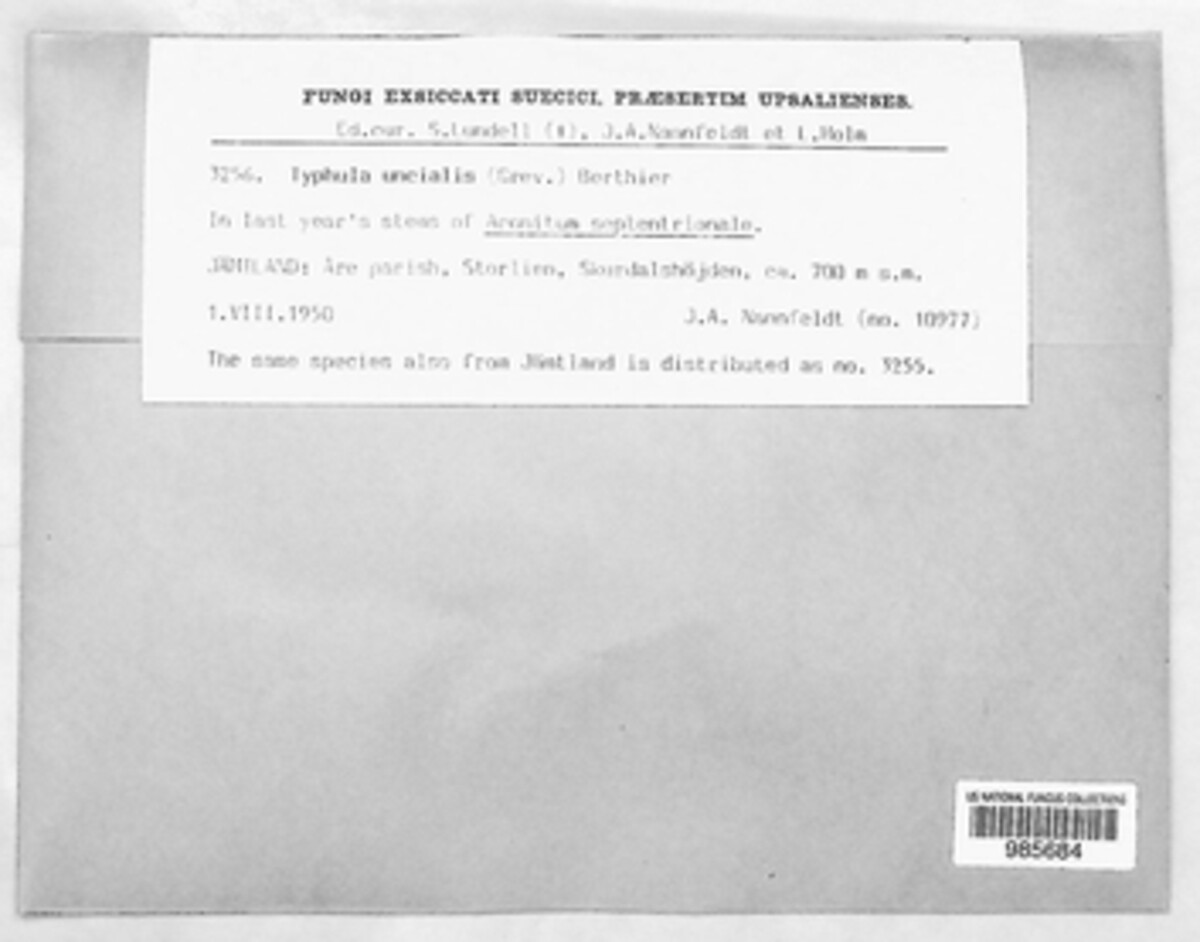 FUNGI EXSICCATI SUECICI, PRÆSERTIM UPSALIENSES.
Ed.cur. S.Lundell (†), J.A.Nannfeldt et L.Holm
3256. Typhula uncialis (Grev.) Berthier
In last year's stems of Aconitum septentrionale.
JÄMTLAND: Åre parish, Storlien, ca. 700 m s.m.
1.VIII.1950 J.A. Nannfeldt (no. 10977)
The same species also from Jämtland is distributed as no. 3255.
US NATIONAL FUNGUS COLLECTIONS
985684